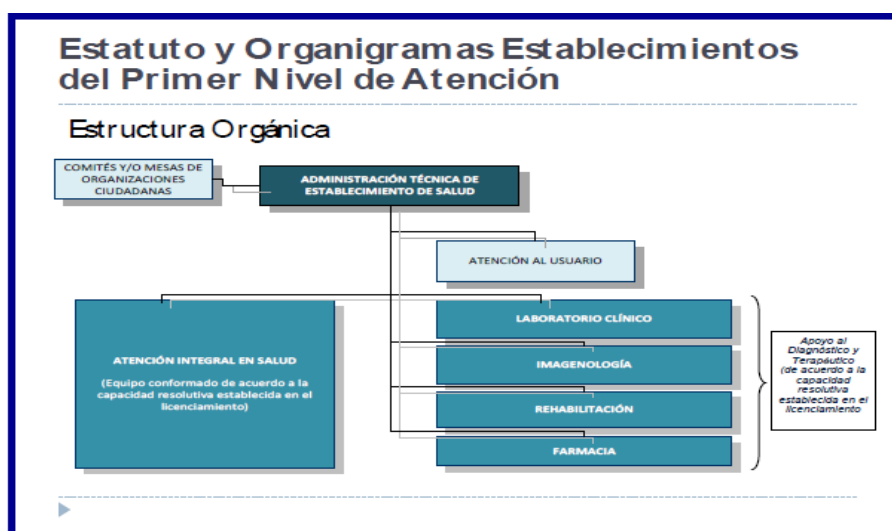 Estatuto y Organigramas Establecimientos
del Primer Nivel de Atención
Estructura Orgánica
COMITÉS Y/O MESAS DE
ORGANIZACIONES
CIUDADANAS
ADMINISTRACIÓN TÉCNICA DE
ESTABLECIMIENTO DE SALUD
ATENCIÓN AL USUARIO
ATENCIÓN INTEGRAL EN SALUD
(Equipo conformado de acuerdo a la
capacidad resolutiva establecida en el
licenciamiento)
LABORATORIO CLÍNICO
IMAGENOLOGÍA
REHABILITACIÓN
FARMACIA
Apoyo al
Diagnóstico y
Terapéutico
(de acuerdo a la
capacidad
resolutiva
establecida en el
licenciamiento